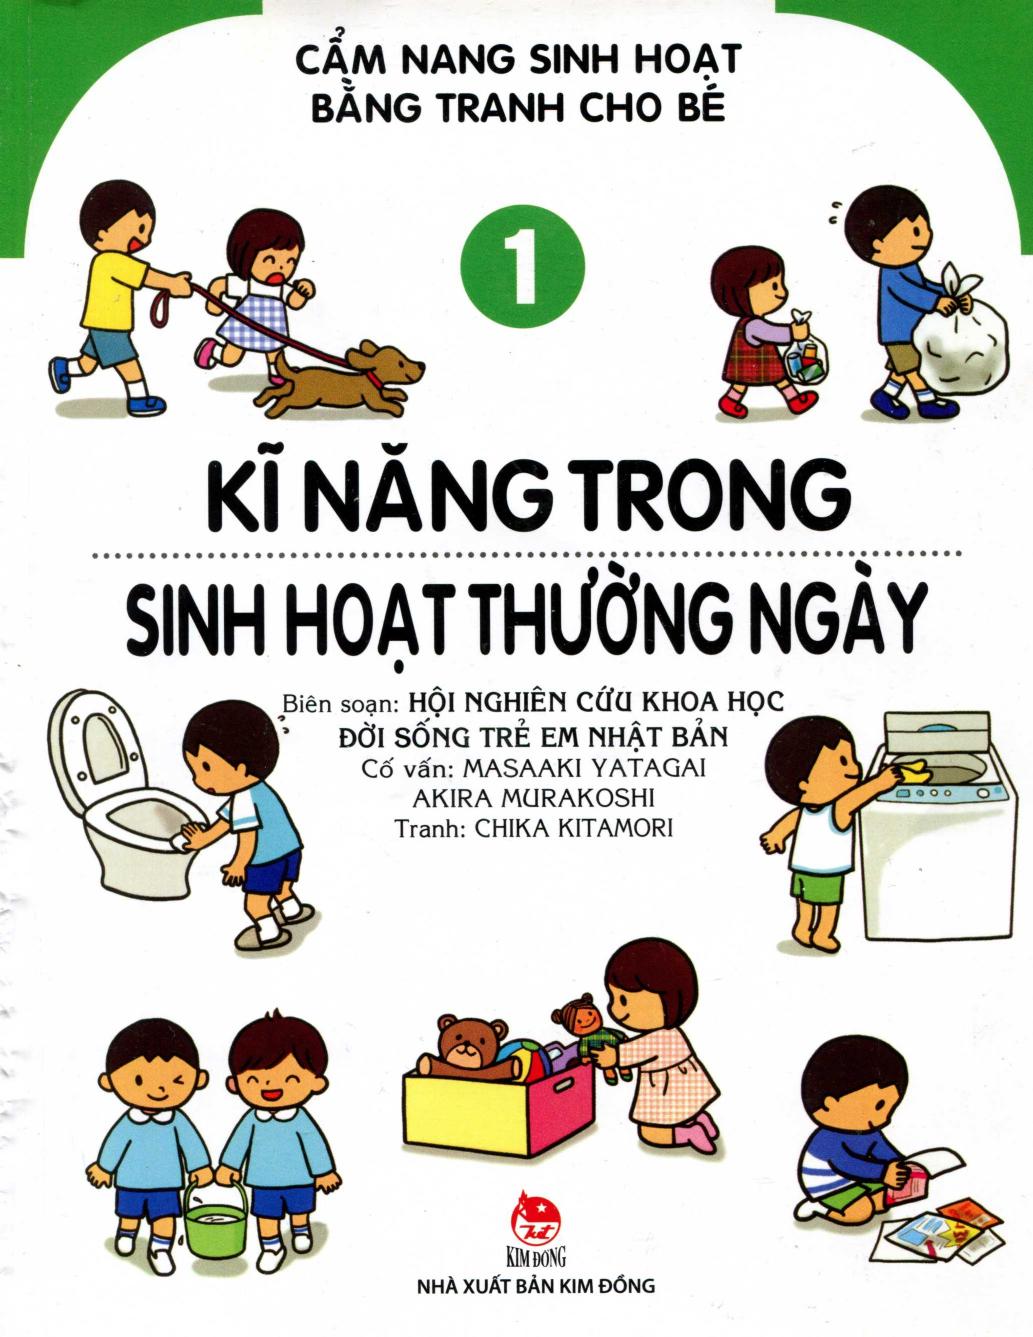 CẨM NANG SINH HOẠT
BẰNG TRANH CHO BÉ
1
KĨ NĂNG TRONG
SINH HOẠT THƯỜNG NGÀY
Biên soạn: HỘI NGHIÊN CỨU KHOA HỌC
ĐỜI SỐNG TRẺ EM NHẬT BẢN
Cố vấn: MASAAKI YATAGAI
AKIRA MURAKOSHI
Tranh: CHIKA KITAMORI
KIM ĐỒNG
NHÀ XUẤT BẢN KIM ĐỒNG